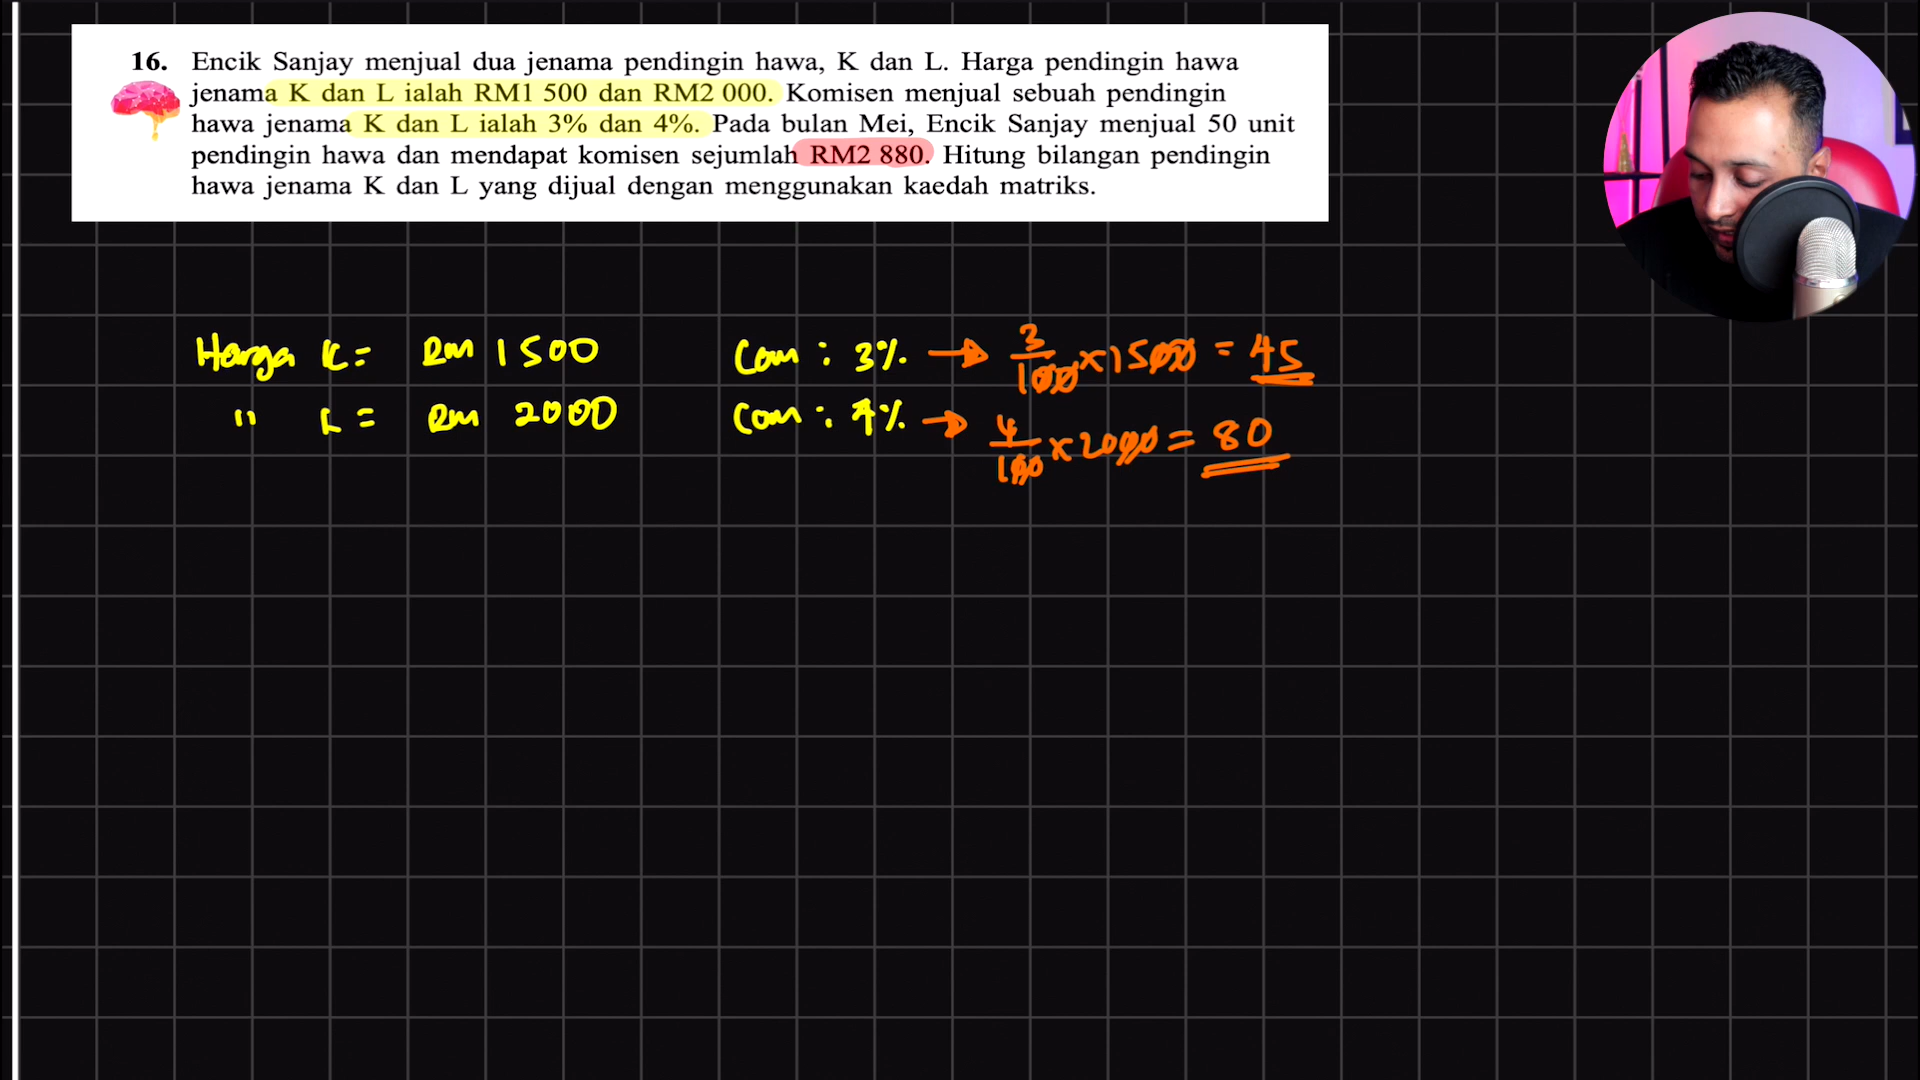 16. Encik Sanjay menjual dua jenama pendingin hawa, K dan L. Harga pendingin hawa
jenama K dan L ialah RM1 500 dan RM2 000. Komisen menjual sebuah pendingin
hawa jenama K dan L ialah 3% dan 4%. Pada bulan Mei, Encik Sanjay menjual 50 unit
pendingin hawa dan mendapat komisen sejumlah RM2 880. Hitung bilangan pendingin
hawa jenama K dan L yang dijual dengan menggunakan kaedah matriks.
Harga K = RM 1500 Com : 3% → 3/100 × 1500 = 45
" L = RM 2000 Com : 4% → 4/100 × 2000 = 80